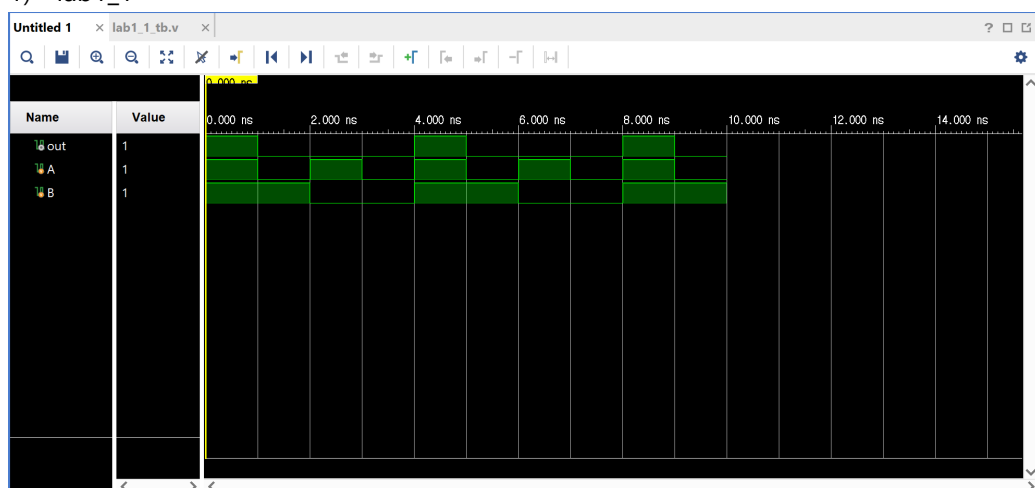 Untitled 1 × lab1_1_tb.v ×
0.000 ns
Name Value
0.000 ns 2.000 ns 4.000 ns 6.000 ns 8.000 ns 10.000 ns 12.000 ns 14.000 ns
out 1
A 1
B 1